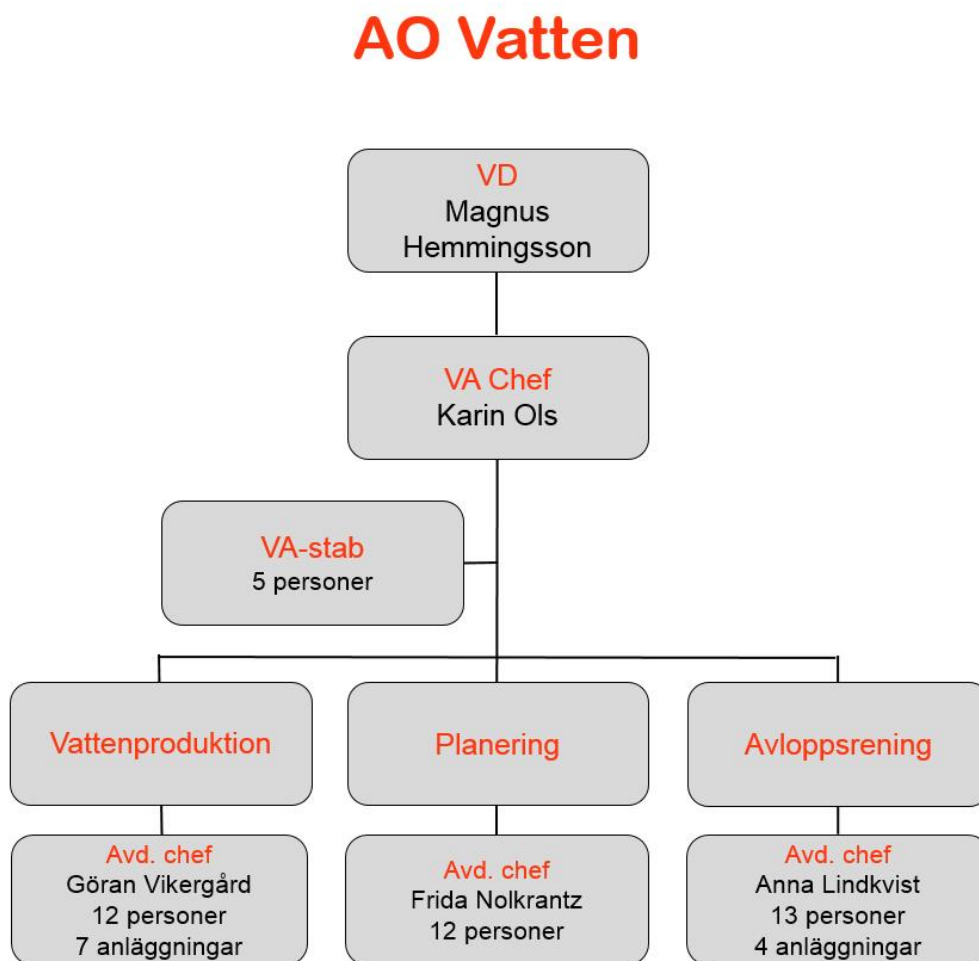 AO Vatten
VD
Magnus
Hemmingsson
VA Chef
Karin Ols
VA-stab
5 personer
Vattenproduktion
Planering
Avloppsrening
Avd. chef
Göran Vikergård
12 personer
7 anläggningar
Avd. chef
Frida Nolkrantz
12 personer
Avd. chef
Anna Lindkvist
13 personer
4 anläggningar